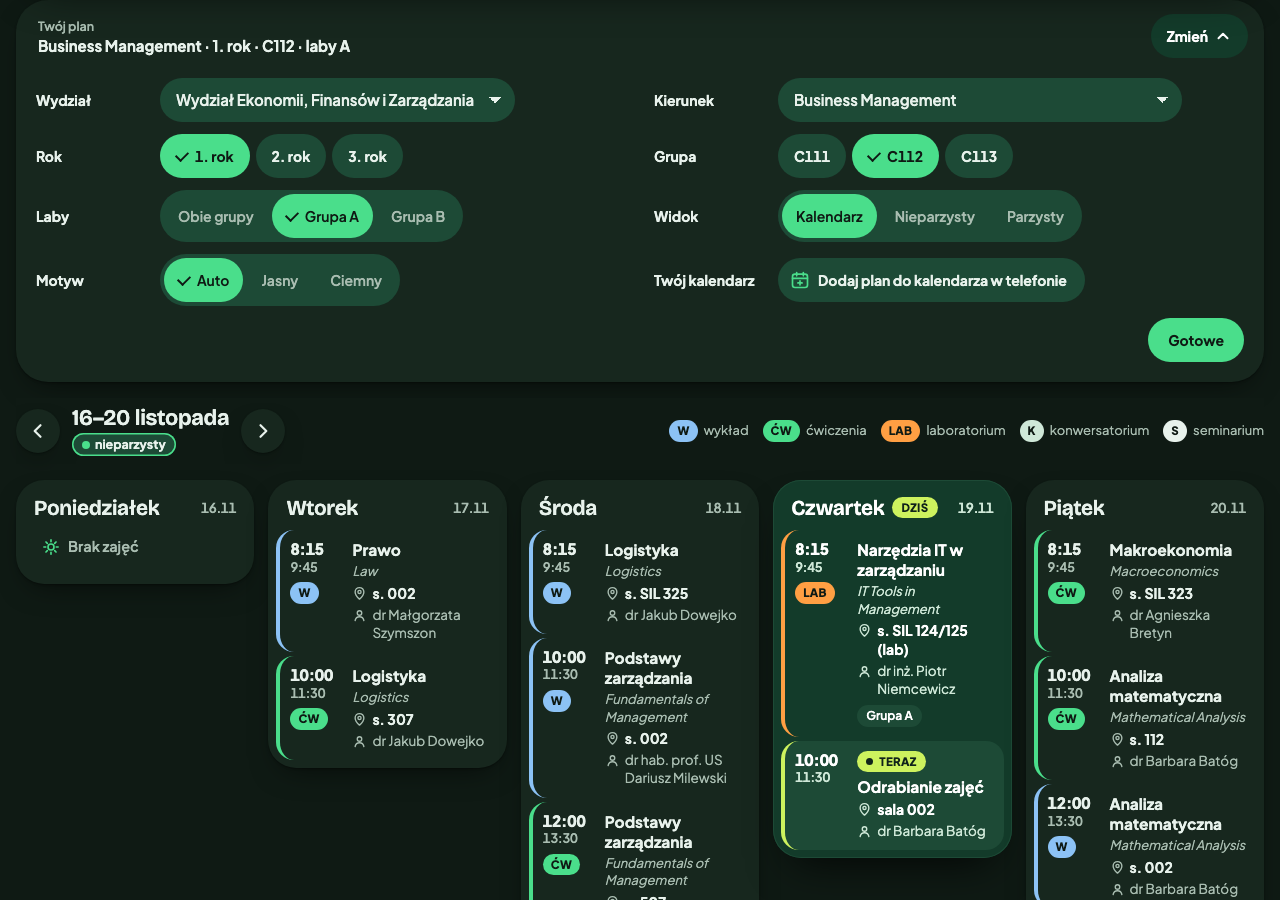 Twój plan
Business Management · 1. rok · C112 · laby A
Zmień
Wydział
Wydział Ekonomii, Finansów i Zarządzania
Kierunek
Business Management
Rok
1. rok
2. rok
3. rok
Grupa
C111
C112
C113
Laby
Obie grupy
Grupa A
Grupa B
Widok
Kalendarz
Nieparzysty
Parzysty
Motyw
Auto
Jasny
Ciemny
Twój kalendarz
Dodaj plan do kalendarza w telefonie
Gotowe
16–20 listopada
nieparzysty
W wykład
ĆW ćwiczenia
LAB laboratorium
K konwersatorium
S seminarium
Poniedziałek 16.11
Brak zajęć
Wtorek 17.11
8:15
9:45
W
Prawo
Law
s. 002
dr Małgorzata
Szymson
10:00
11:30
ĆW
Logistyka
Logistics
s. 307
dr Jakub Dowejko
Środa 18.11
8:15
9:45
W
Logistyka
Logistics
s. SIL 325
dr Jakub Dowejko
10:00
11:30
W
Podstawy
zarządzania
Fundamentals of
Management
s. 002
dr hab. prof. US
Dariusz Milewski
12:00
13:30
ĆW
Podstawy
zarządzania
Fundamentals of
Management
Czwartek DZIŚ 19.11
8:15
9:45
LAB
Narzędzia IT w
zarządzaniu
IT Tools in
Management
s. SIL 124/125
(lab)
dr inż. Piotr
Niemcewicz
Grupa A
10:00
11:30
TERAZ
Odrabianie zajęć
sala 002
dr Barbara Batóg
Piątek 20.11
8:15
9:45
ĆW
Makroekonomia
Macroeconomics
s. SIL 323
dr Agnieszka
Bretyn
10:00
11:30
ĆW
Analiza
matematyczna
Mathematical Analysis
s. 112
dr Barbara Batóg
12:00
13:30
W
Analiza
matematyczna
Mathematical Analysis
s. 002
dr Barbara Batóg